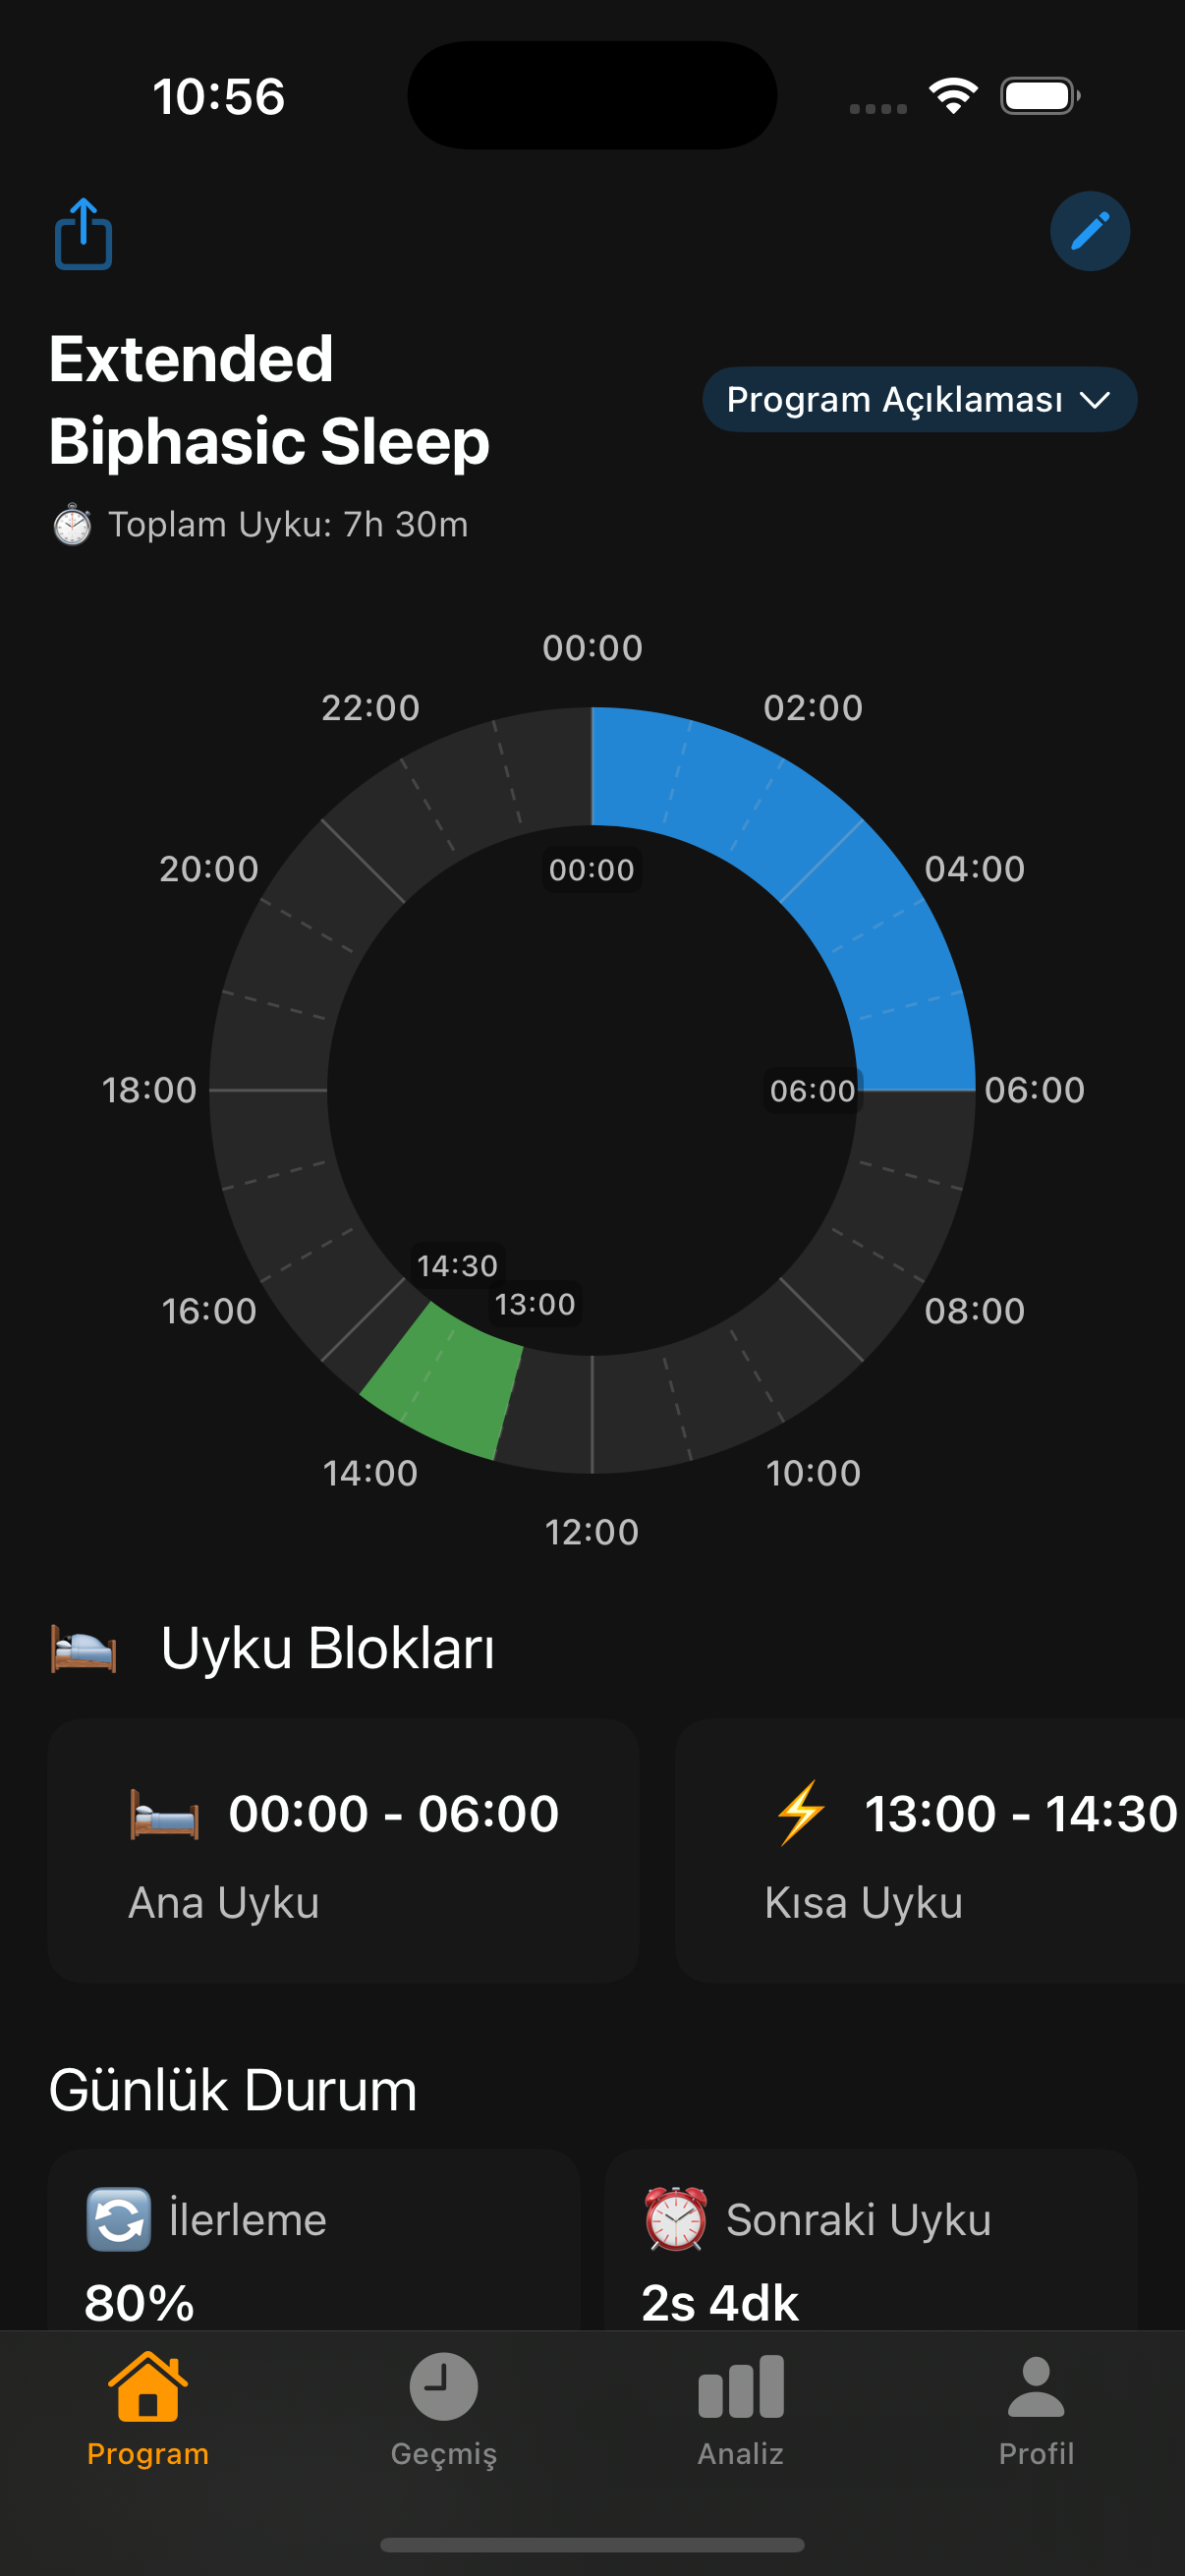 10:56
Extended
Biphasic Sleep
Program Açıklaması
Toplam Uyku: 7h 30m
00:00
22:00
02:00
20:00
00:00
04:00
18:00
06:00
06:00
14:30
13:00
16:00
08:00
14:00
10:00
12:00
Uyku Blokları
00:00 - 06:00
Ana Uyku
13:00 - 14:30
Kısa Uyku
Günlük Durum
İlerleme
80%
Sonraki Uyku
2s 4dk
Program
Geçmiş
Analiz
Profil